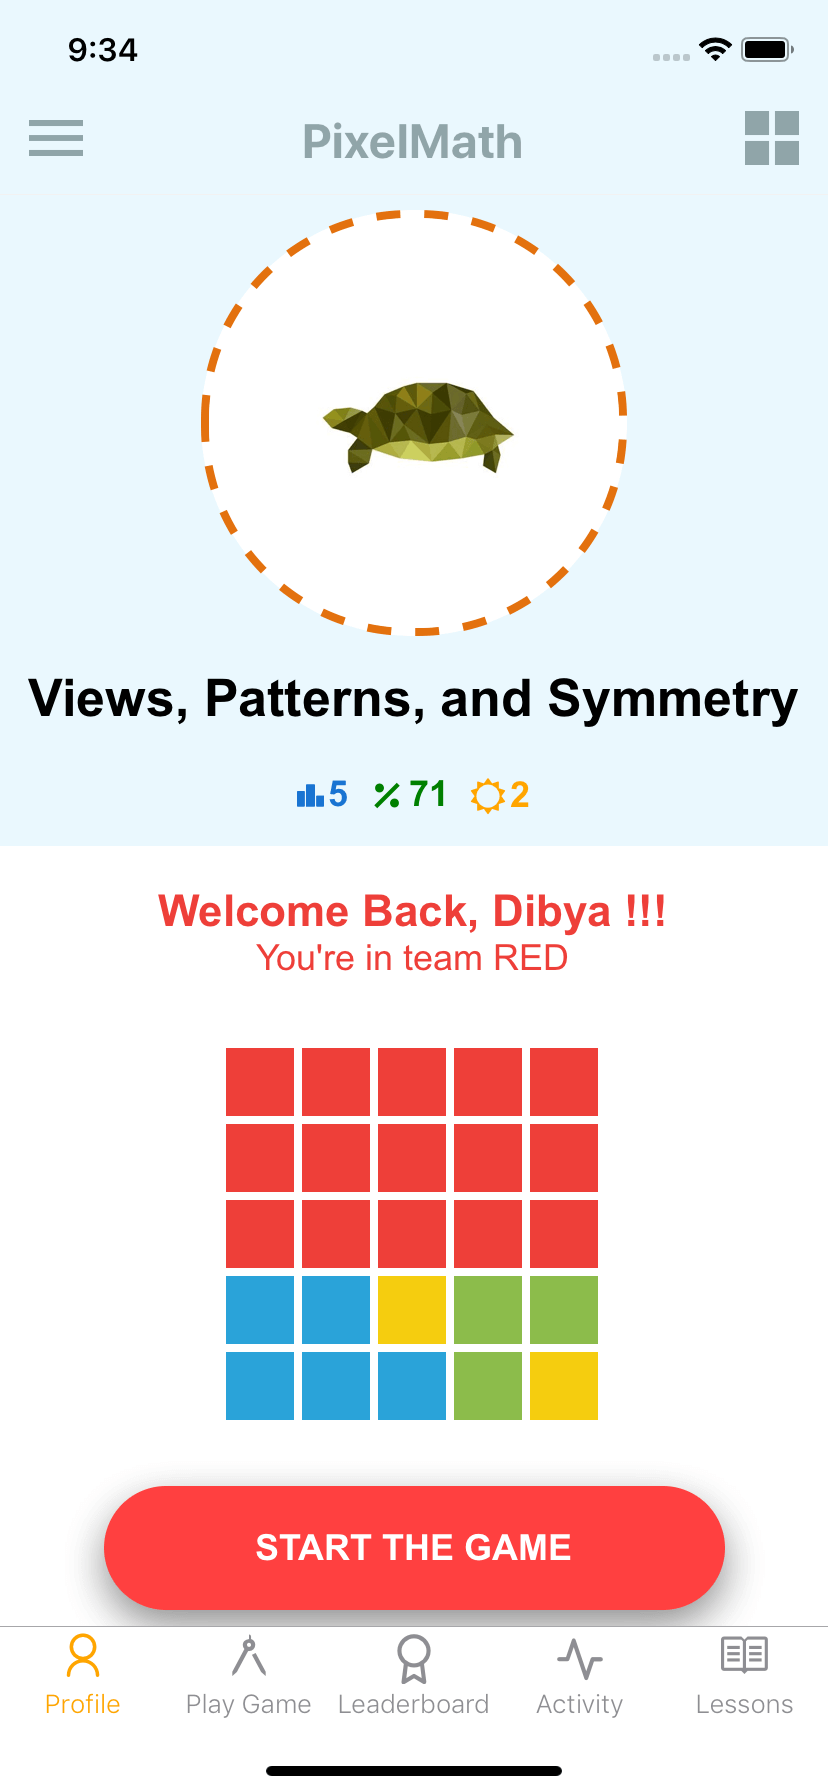 9:34
PixelMath
Views, Patterns, and Symmetry
5 71 2
Welcome Back, Dibya !!!
You're in team RED
START THE GAME
Profile Play Game Leaderboard Activity Lessons